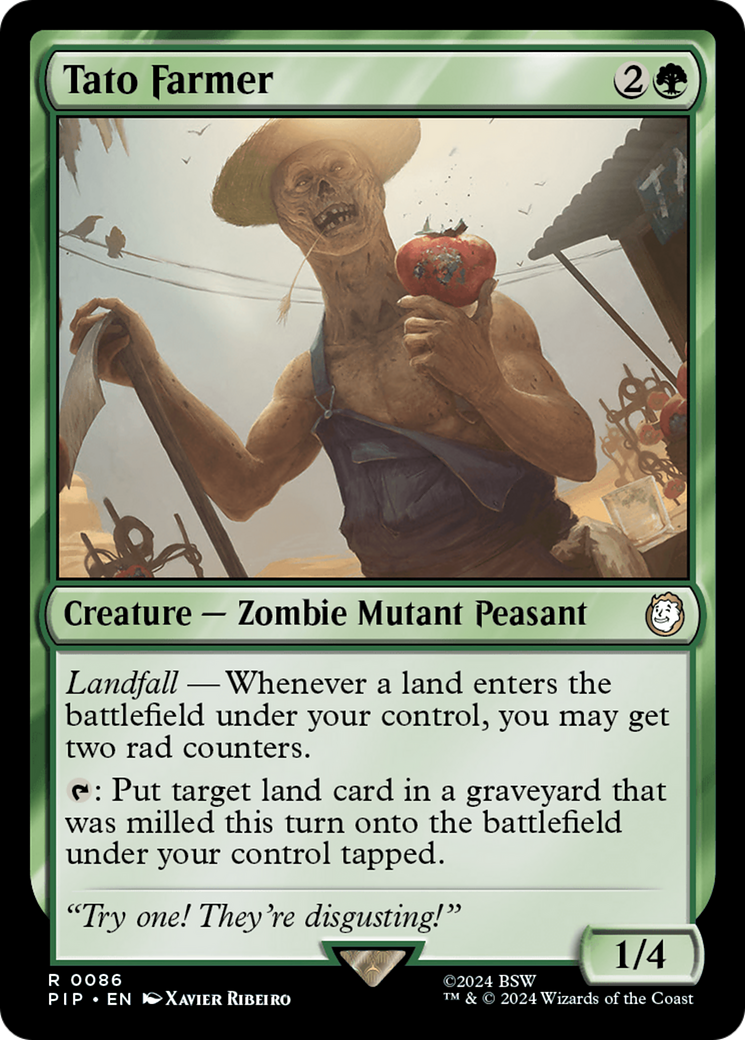 Tato Farmer
2
Creature — Zombie Mutant Peasant
Landfall — Whenever a land enters the
battlefield under your control, you may get
two rad counters.
: Put target land card in a graveyard that
was milled this turn onto the battlefield
under your control tapped.
“Try one! They’re disgusting!”
1/4
R 0086
PIP • EN Xavier Ribeiro
©2024 BSW
™ & © 2024 Wizards of the Coast